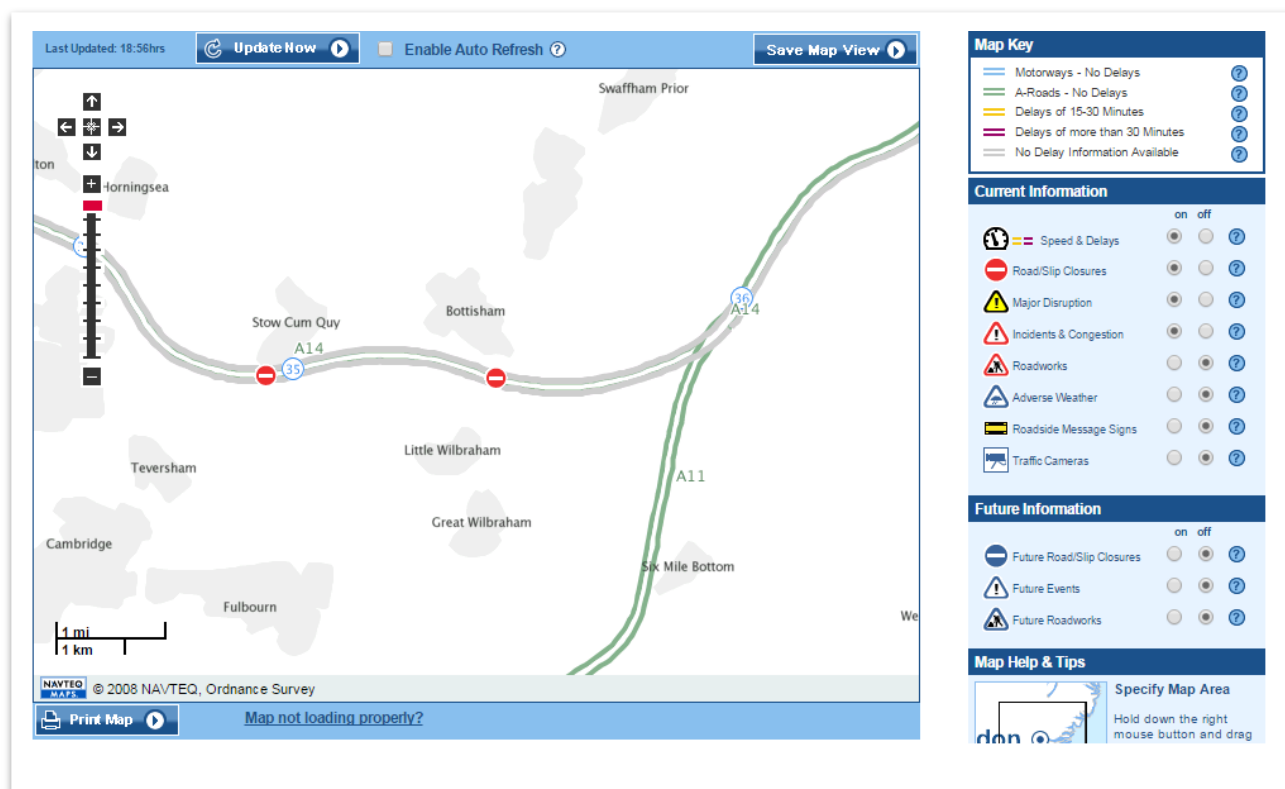 Last Updated: 18:56hrs
Update Now
Enable Auto Refresh ?
Save Map View
Swaffham Prior
ton
Horningsea
Stow Cum Quy
Bottisham
36
A14
A14
35
Little Wilbraham
Teversham
A11
Great Wilbraham
Cambridge
Six Mile Bottom
Fulbourn
We
1 mi
1 km
NAVTEQ
MAPS.
© 2008 NAVTEQ, Ordnance Survey
Print Map
Map not loading properly?
Map Key
Motorways - No Delays ?
A-Roads - No Delays ?
Delays of 15-30 Minutes ?
Delays of more than 30 Minutes ?
No Delay Information Available ?
Current Information
on off
Speed & Delays ?
Road/Slip Closures ?
Major Disruption ?
Incidents & Congestion ?
Roadworks ?
Adverse Weather ?
Roadside Message Signs ?
Traffic Cameras ?
Future Information
on off
Future Road/Slip Closures ?
Future Events ?
Future Roadworks ?
Map Help & Tips
don
Specify Map Area
Hold down the right
mouse button and drag